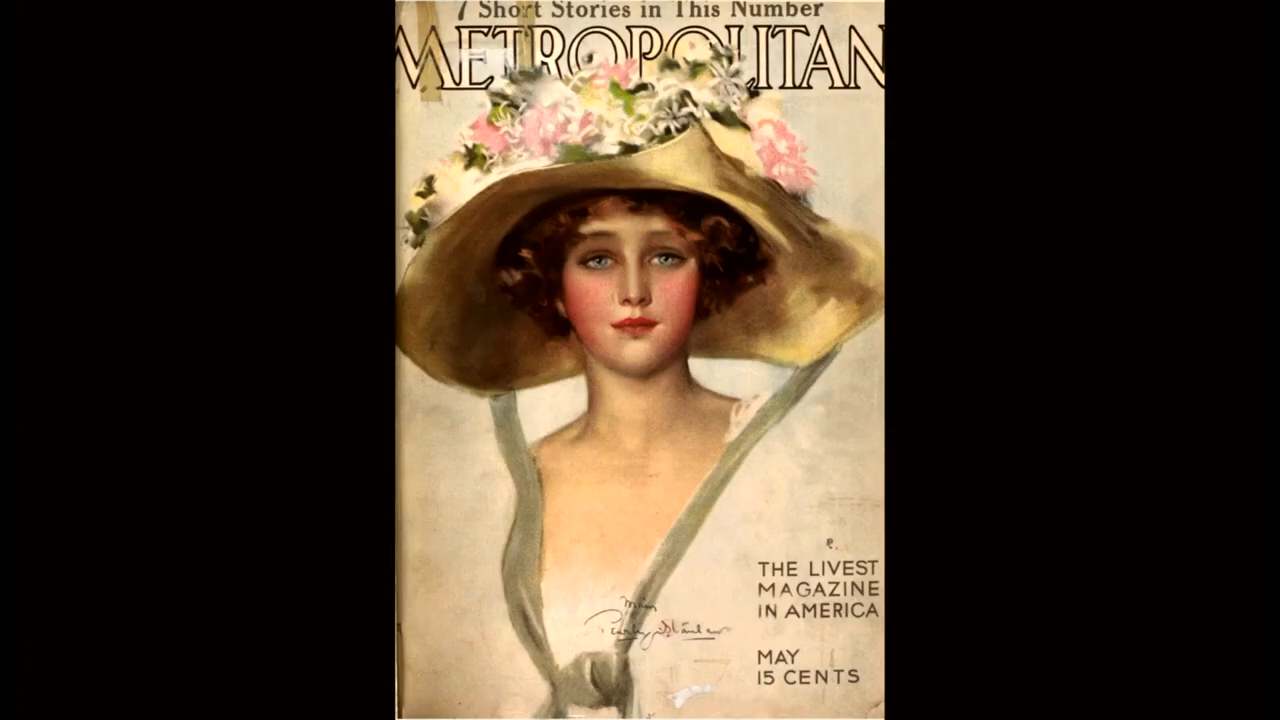 7 Short Stories in This Number
METROPOLITAN
THE LIVEST
MAGAZINE
IN AMERICA
MAY
15 CENTS